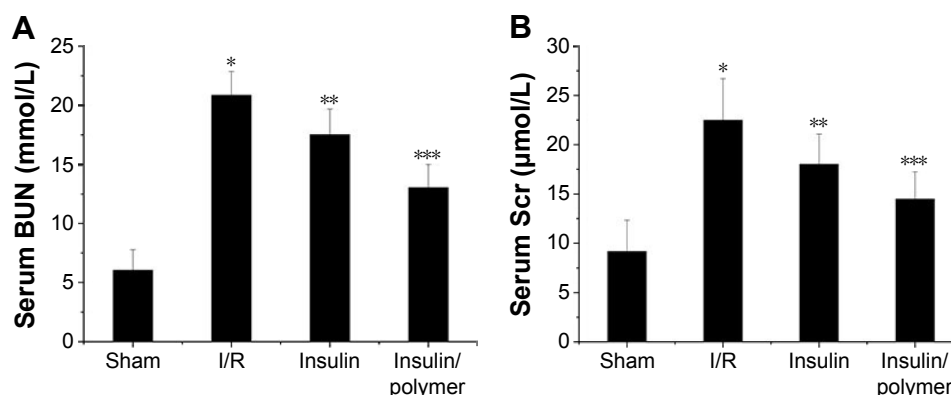 A
Serum BUN (mmol/L)
25
20
15
10
5
0
*
**
***
Sham
I/R
Insulin
Insulin/
polymer
B
Serum Scr (µmol/L)
30
25
20
15
10
5
0
*
**
***
Sham
I/R
Insulin
Insulin/
polymer